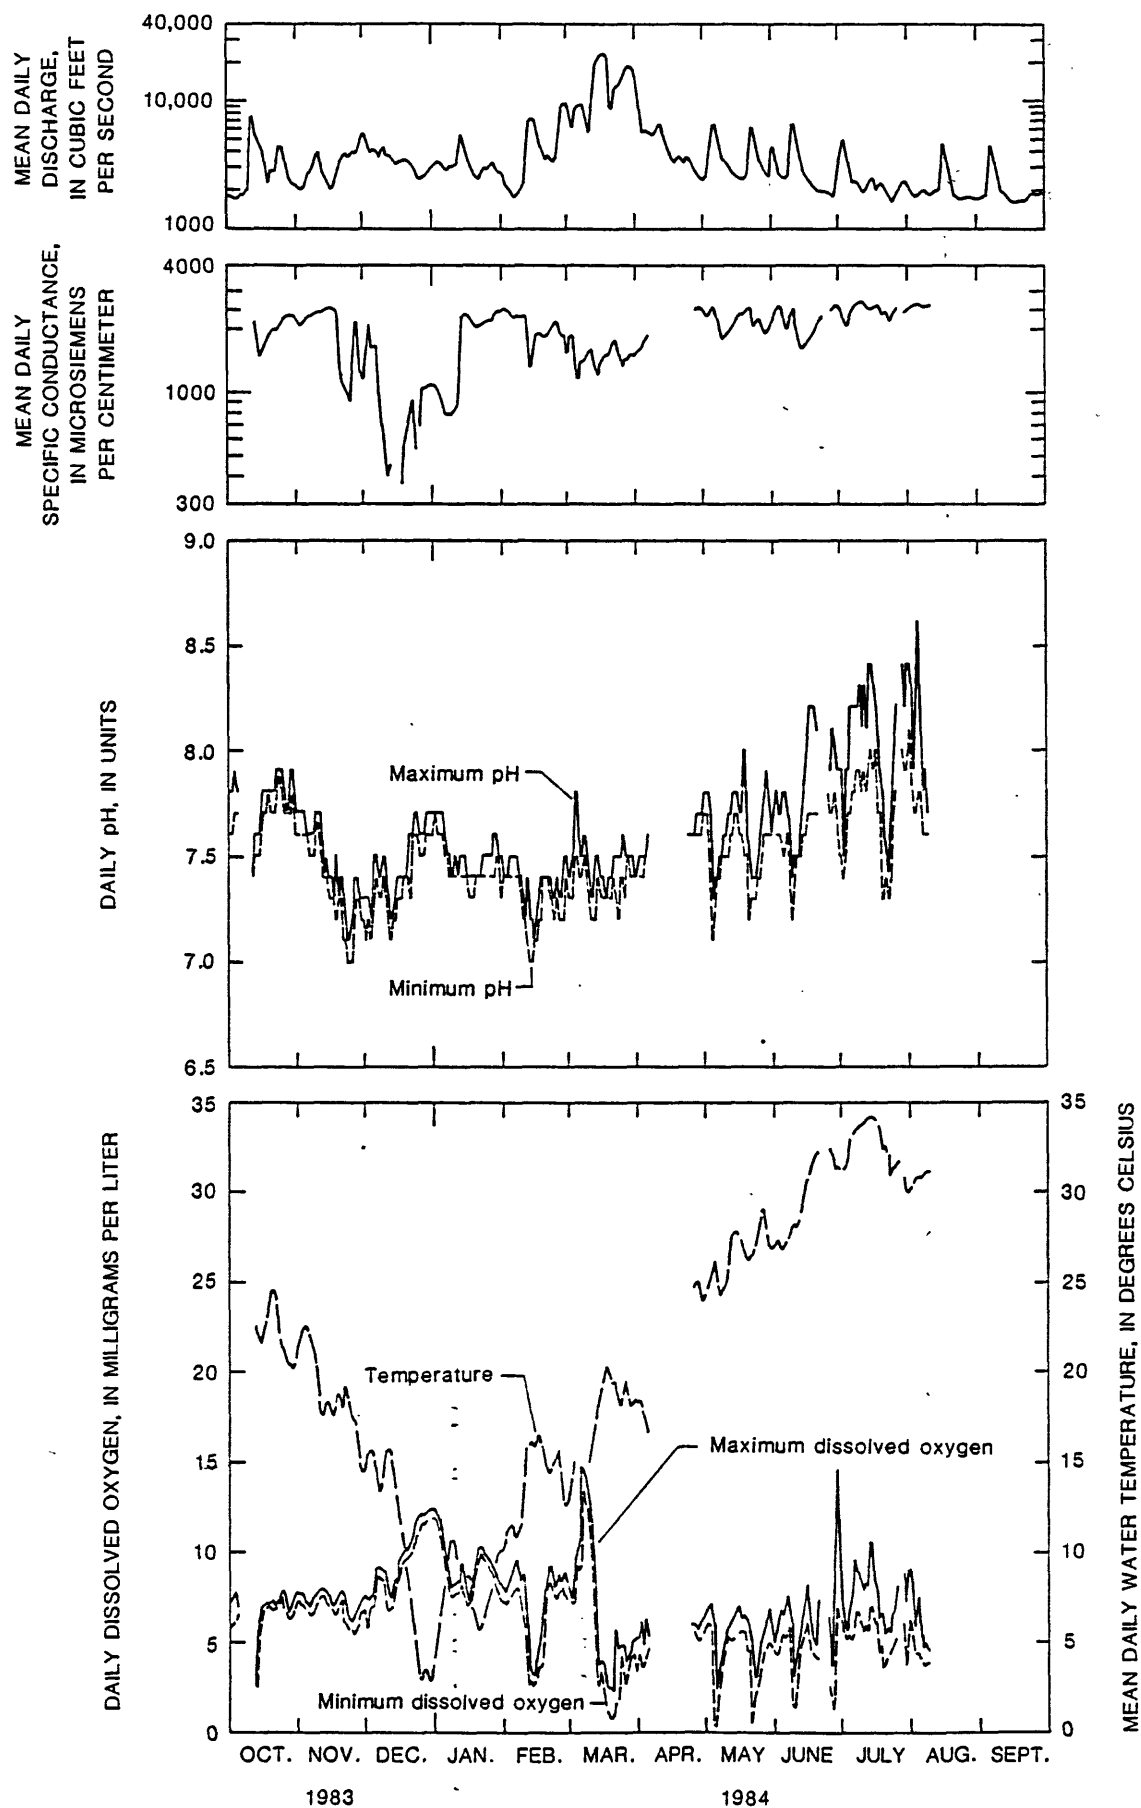 MEAN DAILY
DISCHARGE,
IN CUBIC FEET
PER SECOND
40,000
10,000
1000
MEAN DAILY
SPECIFIC CONDUCTANCE,
IN MICROSIEMENS
PER CENTIMETER
4000
1000
300
DAILY pH, IN UNITS
9.0
8.5
8.0
7.5
7.0
6.5
Maximum pH
Minimum pH
DAILY DISSOLVED OXYGEN, IN MILLIGRAMS PER LITER
35
30
25
20
15
10
5
0
Temperature
Maximum dissolved oxygen
Minimum dissolved oxygen
35
30
25
20
15
10
5
0
MEAN DAILY WATER TEMPERATURE, IN DEGREES CELSIUS
OCT. NOV. DEC. JAN. FEB. MAR. APR. MAY JUNE JULY AUG. SEPT.
1983 1984